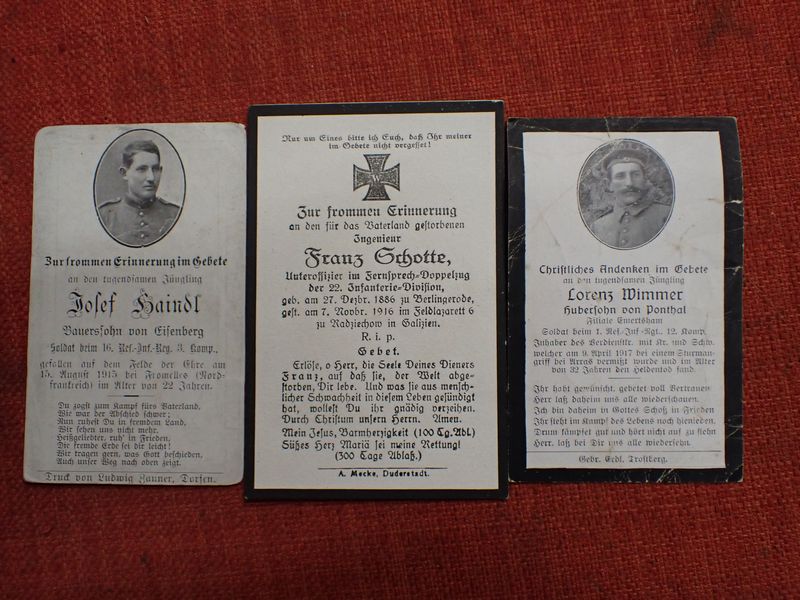 Zur frommen Erinnerung im Gebete
an den tugendsamen Jüngling
Josef Haindl
Bauerssohn von Eisenberg
Soldat beim 16. Res.-Inf.-Reg. 3. Komp.,
gefallen auf dem Felde der Ehre am
15. August 1915 bei Fromelles (Nord-
frankreich) im Alter von 22 Jahren.
Du zogst zum Kampf fürs Vaterland,
Wie war der Abschied schwer;
Nun ruhest Du in fremdem Land,
Wir sehen uns nicht mehr.
Heißgeliebter, ruh' in Frieden,
Die fremde Erde sei dir leicht!
Wir tragen gern, was Gott beschieden,
Auch unser Weg nach oben zeigt.
Druck von Ludwig Hauner, Dorfen.
Nur um Eines bitte ich Euch, daß Ihr meiner
im Gebete nicht vergesset!
W
Zur frommen Erinnerung
an den für das Vaterland gestorbenen
Ingenieur
Franz Schotte,
Unteroffizier im Fernsprech-Doppelzug
der 22. Infanterie-Division,
geb. am 27. Dezbr. 1886 zu Berlingerode,
gest. am 7. Novbr. 1916 im Feldlazarett 6
zu Nadziechow in Galizien.
R. i. p.
Gebet.
Erlöse, o Herr, die Seele Deines Dieners
Franz, auf daß sie, der Welt abge-
storben, Dir lebe. Und was sie aus mensch-
licher Schwachheit in diesem Leben gesündigt
hat, wollest Du ihr gnädig verzeihen.
Durch Christum unsern Herrn. Amen.
Mein Jesus, Barmherzigkeit (100 Tg. Abl.)
Süßes Herz Mariä sei meine Rettung!
(300 Tage Ablaß.)
A. Mecke, Duderstadt.
Christliches Andenken im Gebete
an den tugendsamen Jüngling
Lorenz Wimmer
Hubersohn von Ponthal
Filiale Emertsham
Soldat beim 1. Res.-Inf.-Rgt. 12. Komp.
Inhaber des Verdienstkr. mit Kr. und Schw.
welcher am 9. April 1917 bei einem Sturman-
griff bei Arras vermißt wurde und im Alter
von 32 Jahren den Heldentod fand.
Ihr habt gewünscht, gebetet voll Vertrauen
Herr laß daheim uns alle wiederschauen.
Ich bin daheim in Gottes Schoß in Frieden
Ihr steht im Kampf des Lebens noch hienieden,
Drum kämpfet gut und höret nicht auf zu flehn
Herr, laß bei Dir uns alle wiedersehn.
Gebr. Erdl, Trostberg.